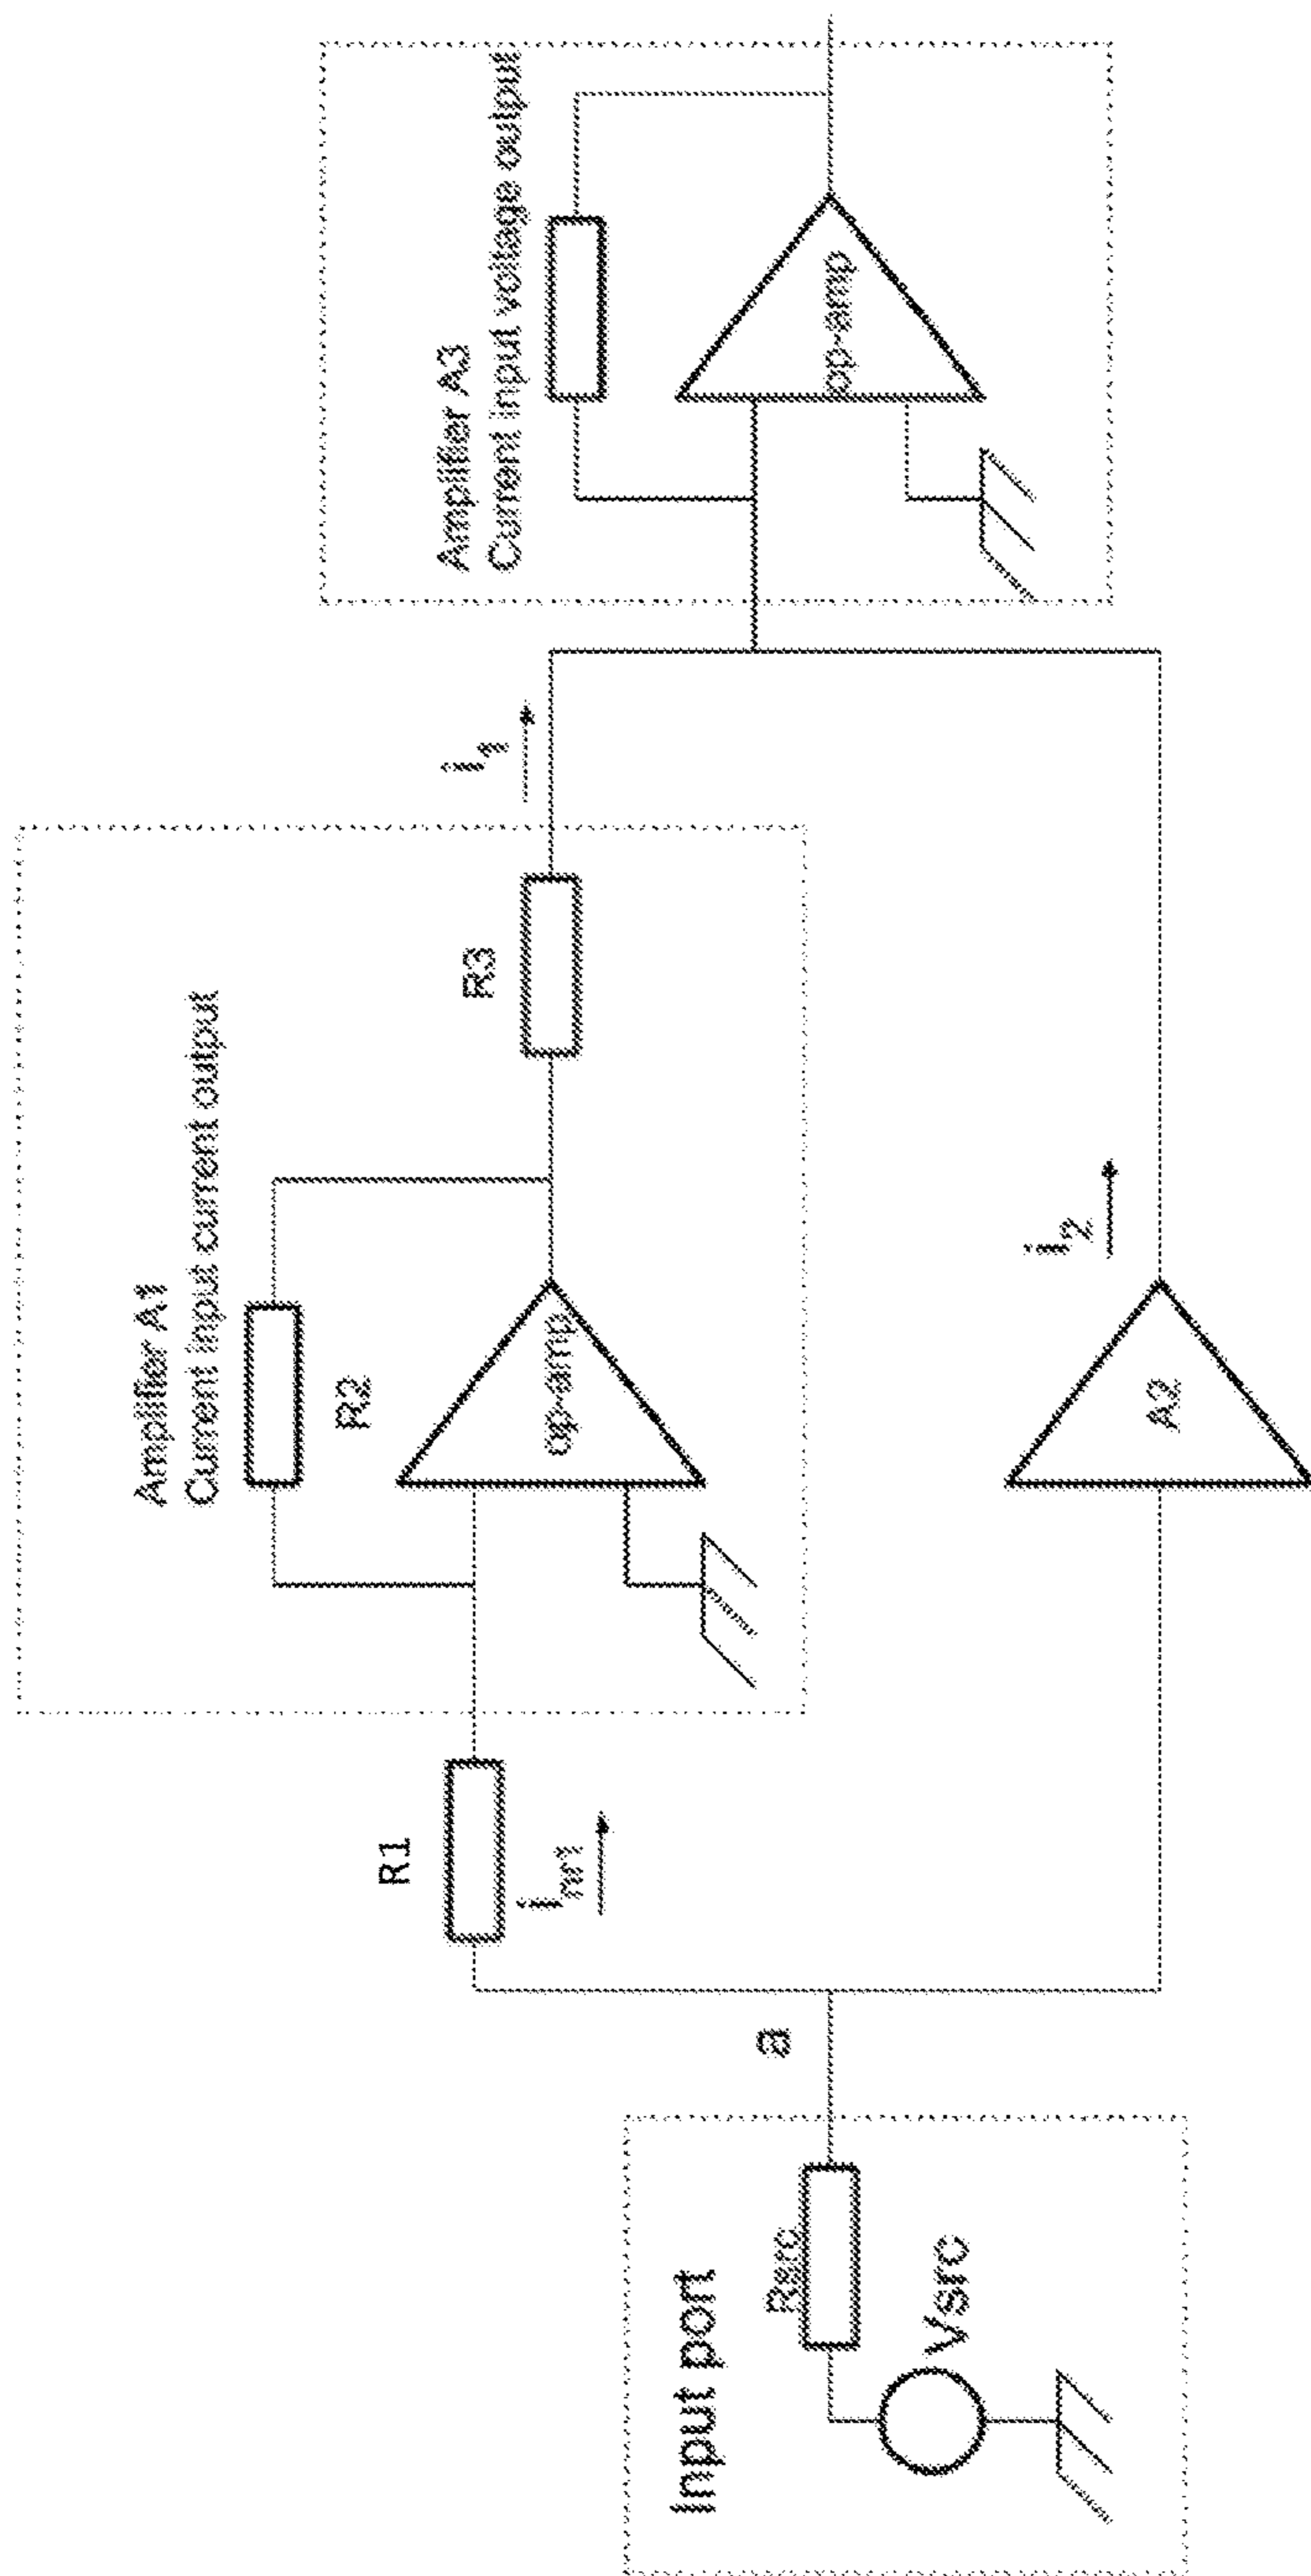 Input port
Rsrc
Vsrc
a
R1
inr1
Amplifier A1
Current input current output
R2
op-amp
R3
i1
A2
i2
Amplifier A3
Current input voltage output
op-amp